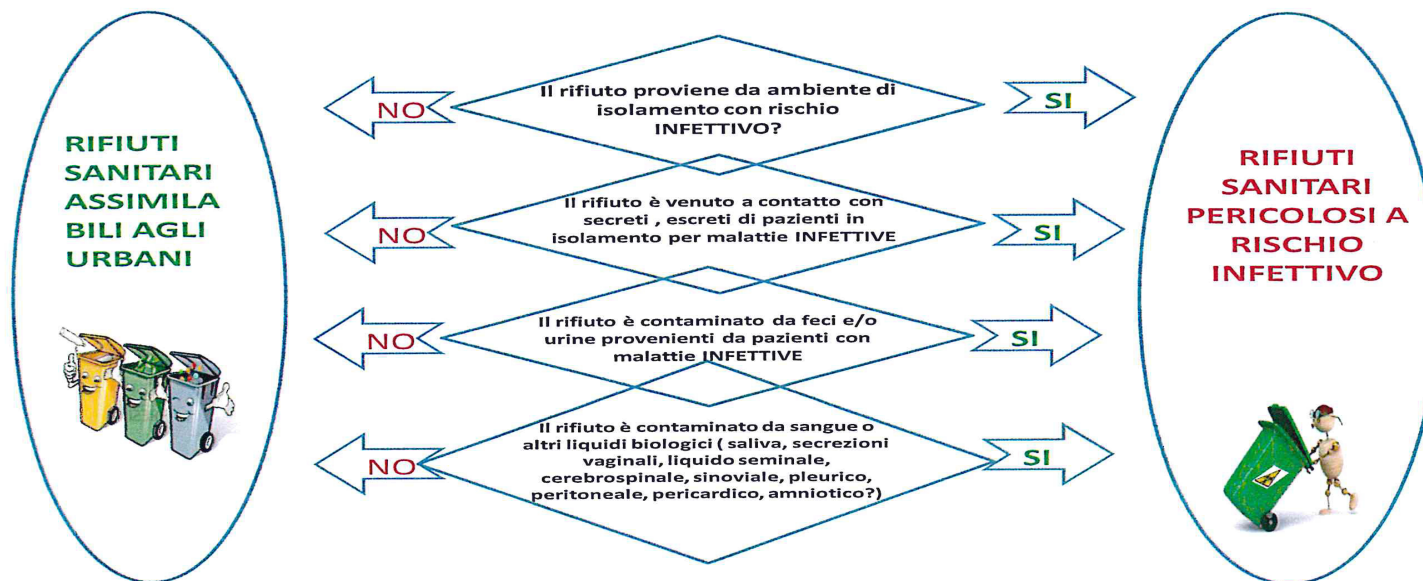 RIFIUTI
SANITARI
ASSIMILA
BILI AGLI
URBANI
NO
Il rifiuto proviene da ambiente di
isolamento con rischio
INFETTIVO?
SI
NO
Il rifiuto è venuto a contatto con
secreti , escreti di pazienti in
isolamento per malattie INFETTIVE
SI
NO
Il rifiuto è contaminato da feci e/o
urine provenienti da pazienti con
malattie INFETTIVE
SI
NO
Il rifiuto è contaminato da sangue o
altri liquidi biologici ( saliva, secrezioni
vaginali, liquido seminale,
cerebrospinale, sinoviale, pleurico,
peritoneale, pericardico, amniotico?)
SI
RIFIUTI
SANITARI
PERICOLOSI A
RISCHIO
INFETTIVO